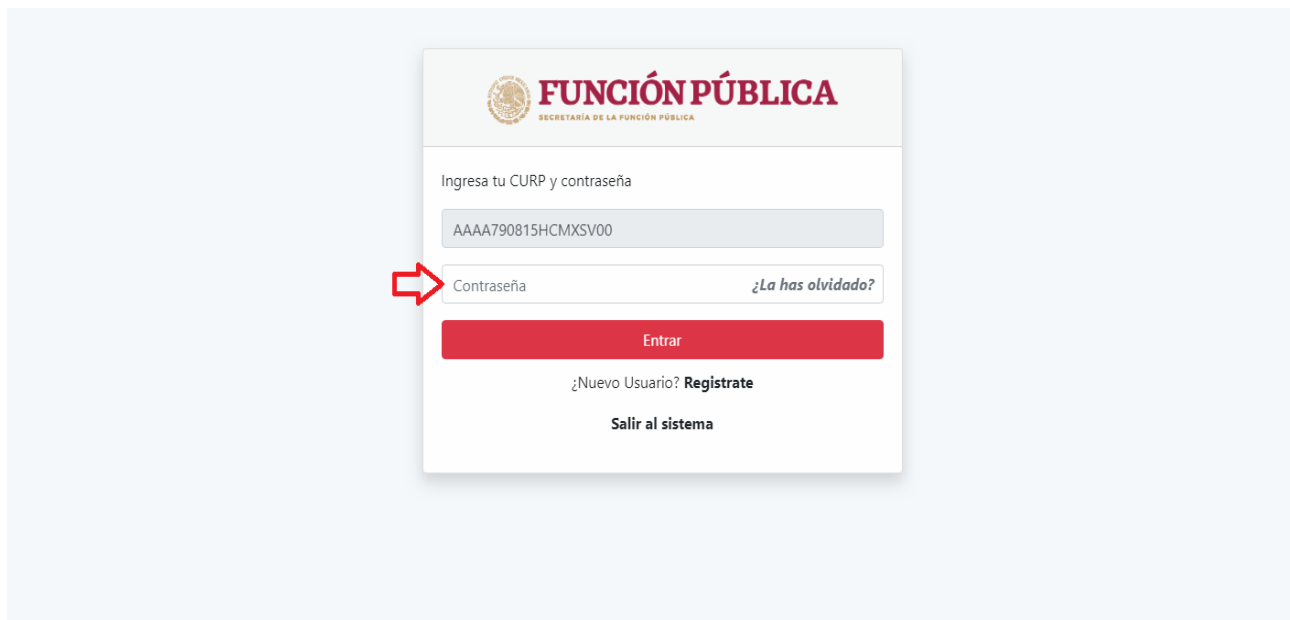 FUNCIÓN PÚBLICA
SECRETARÍA DE LA FUNCIÓN PÚBLICA
Ingresa tu CURP y contraseña
AAAA790815HCMXSV00
Contraseña ¿La has olvidado?
Entrar
¿Nuevo Usuario? Registrate
Salir al sistema